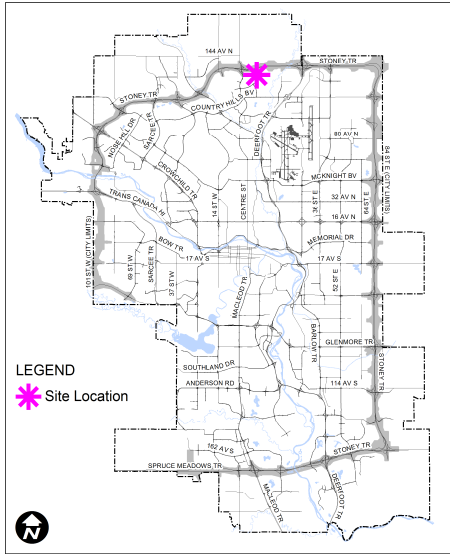 144 AV N
STONEY TR
STONEY TR
COUNTRY HILLS BV
SARCEE TR
NOSE HILL DR
DEERFOOT TR
80 AV N
CROWCHILD TR
14 ST W
CENTRE ST
MCKNIGHT BV
36 ST E
32 AV N
16 AV N
84 ST E (CITY LIMITS)
64 ST E
TRANS CANADA HI
BOW TR
17 AV S
MEMORIAL DR
17 AV S
101 ST W (CITY LIMITS)
69 ST W
SARCEE TR
37 ST W
MACLEOD TR
52 ST E
BARLOW TR
GLENMORE TR
STONEY TR
SOUTHLAND DR
ANDERSON RD
114 AV S
LEGEND
Site Location
162 AV S
STONEY TR
SPRUCE MEADOWS TR
MACLEOD TR
DEERFOOT TR
N